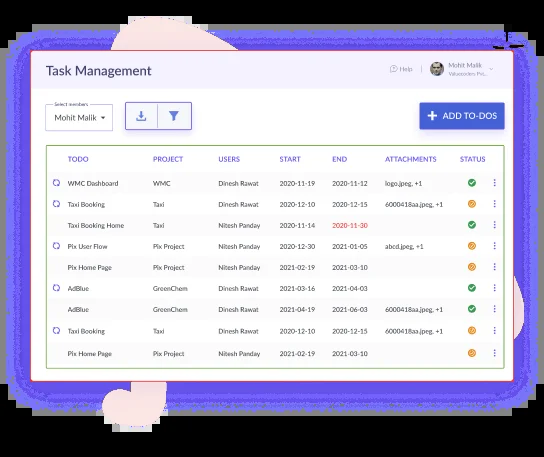 Task Management
Help
Mohit Malik
Select members
Mohit Malik
ADD TO-DOS
TODO PROJECT USERS START END ATTACHMENTS STATUS
WMC Dashboard WMC Dinesh Rawat 2020-11-19 2020-11-12 logo.jpeg, +1
Taxi Booking Taxi Dinesh Rawat 2020-12-10 2020-12-15 6000418aa.jpeg, +1
Taxi Booking Home Taxi Nitesh Panday 2020-11-14 2020-11-30
Pix User Flow Pix Project Nitesh Panday 2020-12-30 2021-01-05 abcd.jpeg, +1
Pix Home Page Pix Project Nitesh Panday 2021-02-19 2021-03-10
AdBlue GreenChem Dinesh Rawat 2021-03-16 2021-04-03
AdBlue GreenChem Dinesh Rawat 2021-04-19 2021-06-03 6000418aa.jpeg, +1
Taxi Booking Taxi Dinesh Rawat 2020-12-10 2020-12-15 6000418aa.jpeg, +1
Pix Home Page Pix Project Nitesh Panday 2021-02-19 2021-03-10